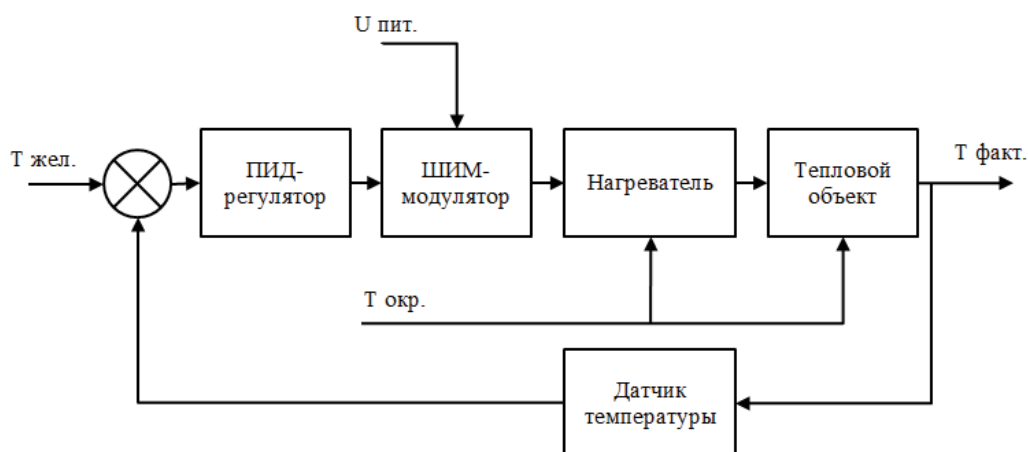 U пит.
Т жел.
ПИД-
регулятор
ШИМ-
модулятор
Нагреватель
Тепловой
объект
Т факт.
Т окр.
Датчик
температуры